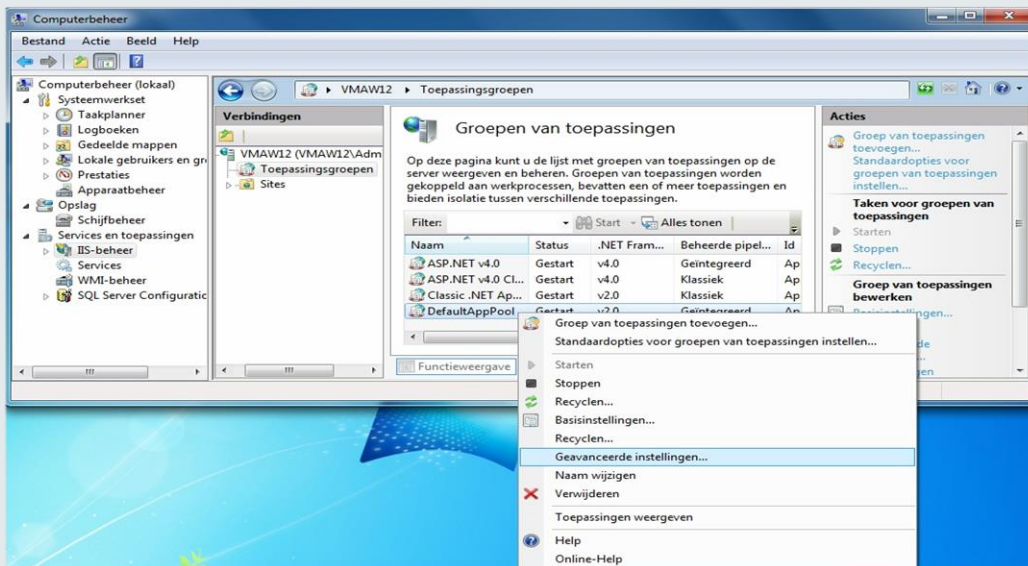 Computerbeheer
Bestand Actie Beeld Help
VMAW12 Toepassingsgroepen
Computerbeheer (lokaal)
Systeemwerkset
Taakplanner
Logboeken
Gedeelde mappen
Lokale gebruikers en gr
Prestaties
Apparaatbeheer
Opslag
Schijfbeheer
Services en toepassingen
IIS-beheer
Services
WMI-beheer
SQL Server Configuratic
Verbindingen
VMAW12 (VMAW12\Adm
Toepassingsgroepen
Sites
Groepen van toepassingen
Op deze pagina kunt u de lijst met groepen van toepassingen op de
server weergeven en beheren. Groepen van toepassingen worden
gekoppeld aan werkprocessen, bevatten een of meer toepassingen en
bieden isolatie tussen verschillende toepassingen.
Filter: Start Alles tonen
Naam Status .NET Fram... Beheerde pipel... Id
ASP.NET v4.0 Gestart v4.0 Geïntegreerd Ap
ASP.NET v4.0 Cl... Gestart v4.0 Klassiek Ap
Classic .NET Ap... Gestart v2.0 Klassiek Ap
DefaultAppPool Gestart v2.0 Geïntegreerd Ap
Functieweergave
Acties
Groep van toepassingen
toevoegen...
Standaardopties voor
groepen van toepassingen
instellen...
Taken voor groepen van
toepassingen
Starten
Stoppen
Recyclen...
Groep van toepassingen
bewerken
Basisinstellingen...
Groep van toepassingen toevoegen...
Standaardopties voor groepen van toepassingen instellen...
Starten
Stoppen
Recyclen...
Basisinstellingen...
Recyclen...
Geavanceerde instellingen...
Naam wijzigen
Verwijderen
Toepassingen weergeven
Help
Online-Help